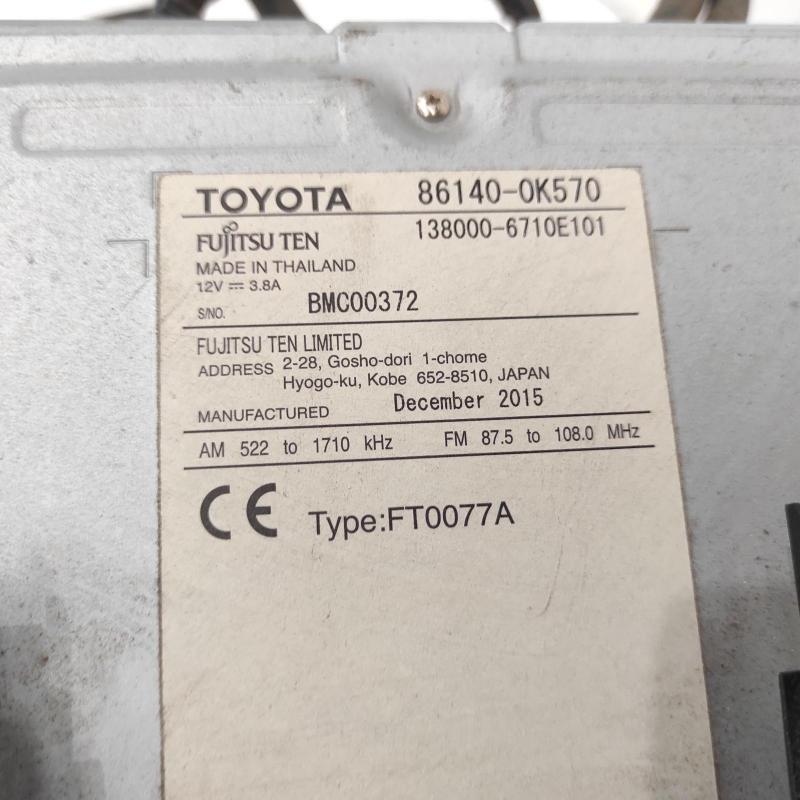 TOYOTA 86140-0K570
FUJITSU TEN 138000-6710E101
MADE IN THAILAND
12V ⎓ 3.8A
S/NO. BMC00372
FUJITSU TEN LIMITED
ADDRESS 2-28, Gosho-dori 1-chome
Hyogo-ku, Kobe 652-8510, JAPAN
MANUFACTURED December 2015
AM 522 to 1710 kHz FM 87.5 to 108.0 MHz
CE Type:FT0077A